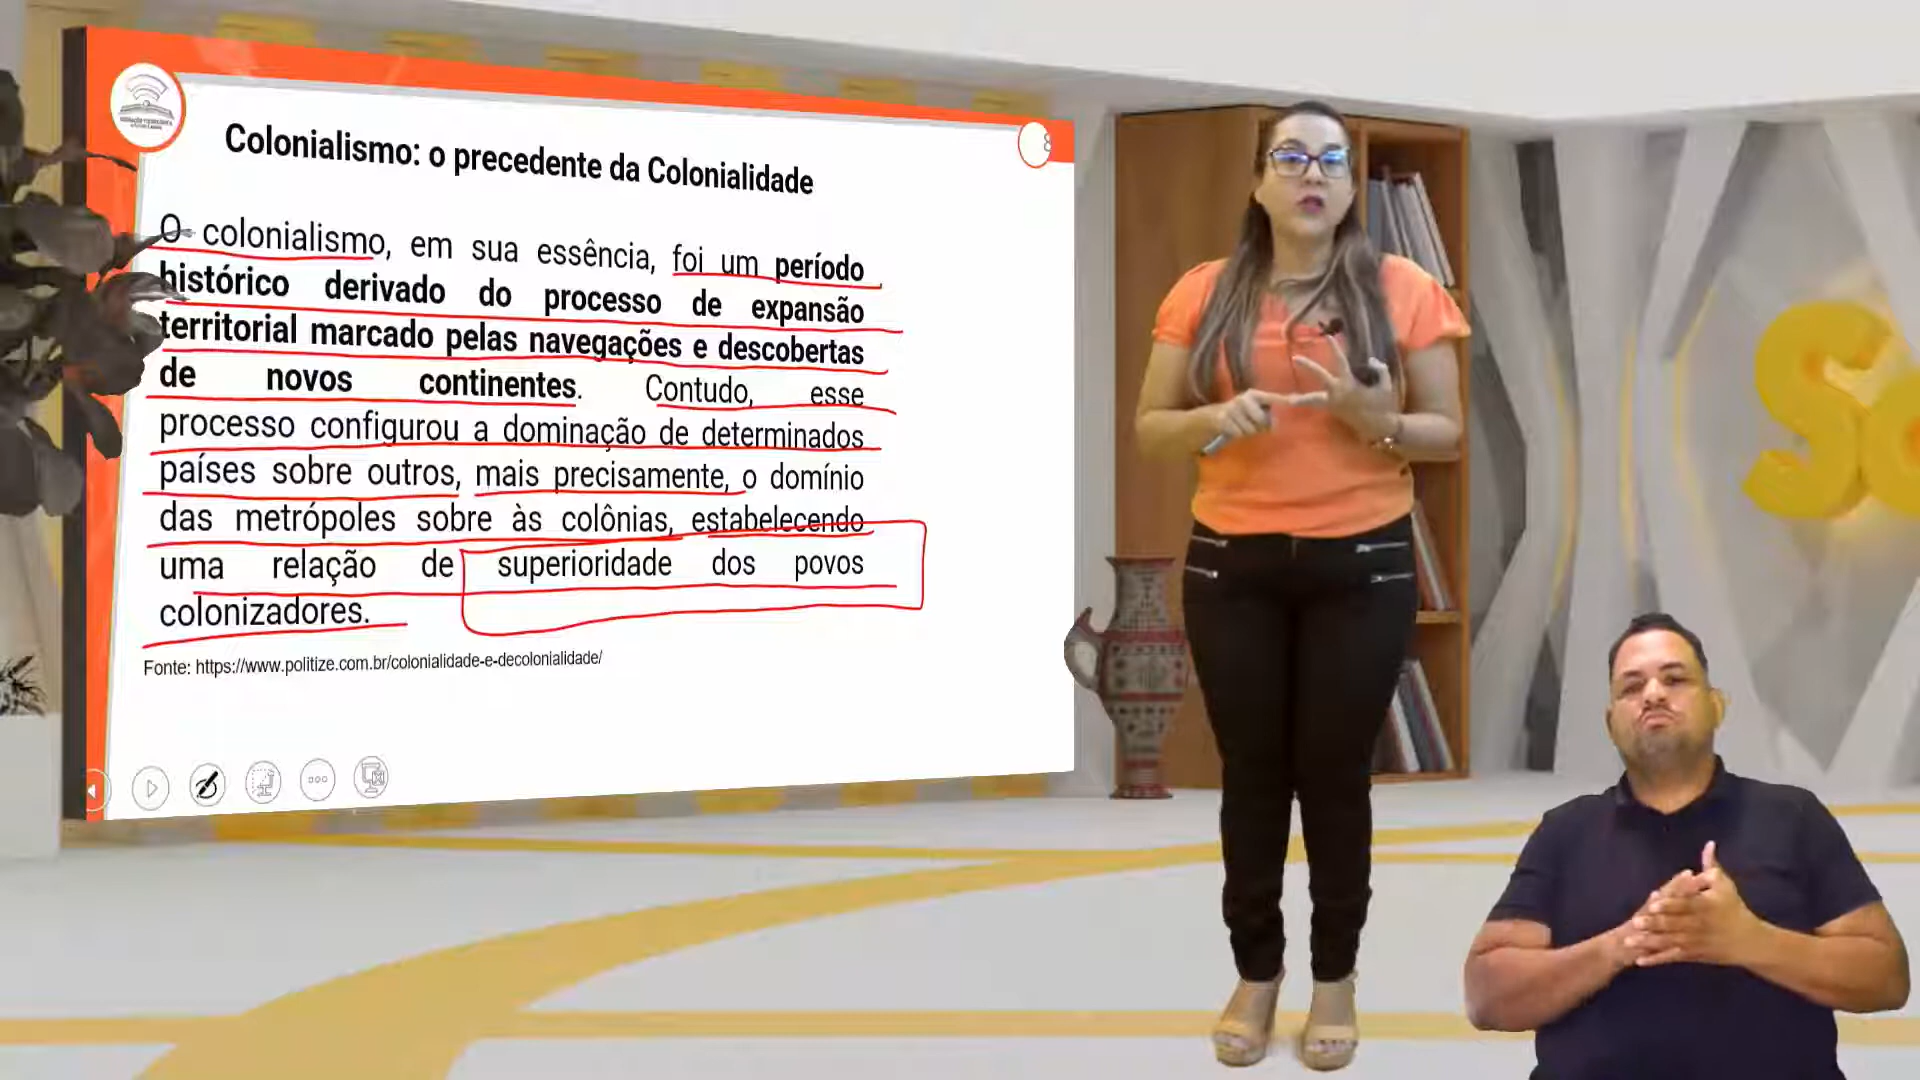 Colonialismo: o precedente da Colonialidade
O colonialismo, em sua essência, foi um período
histórico derivado do processo de expansão
territorial marcado pelas navegações e descobertas
de novos continentes. Contudo, esse
processo configurou a dominação de determinados
países sobre outros, mais precisamente, o domínio
das metrópoles sobre às colônias, estabelecendo
uma relação de superioridade dos povos
colonizadores.
Fonte: https://www.politize.com.br/colonialidade-e-decolonialidade/